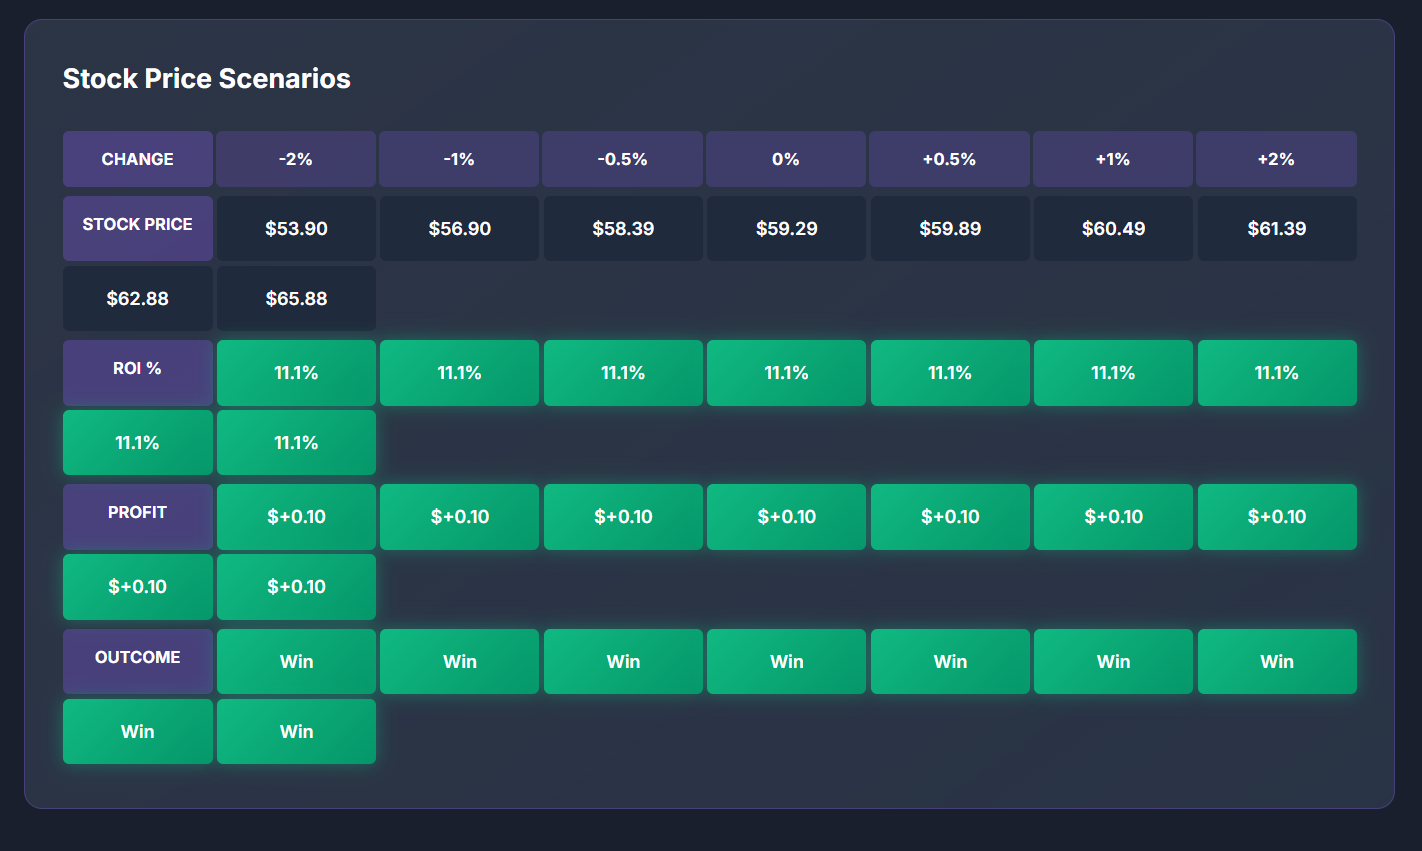 Stock Price Scenarios
CHANGE -2% -1% -0.5% 0% +0.5% +1% +2%
STOCK PRICE $53.90 $56.90 $58.39 $59.29 $59.89 $60.49 $61.39
$62.88 $65.88
ROI % 11.1% 11.1% 11.1% 11.1% 11.1% 11.1% 11.1%
11.1% 11.1%
PROFIT $+0.10 $+0.10 $+0.10 $+0.10 $+0.10 $+0.10 $+0.10
$+0.10 $+0.10
OUTCOME Win Win Win Win Win Win Win
Win Win